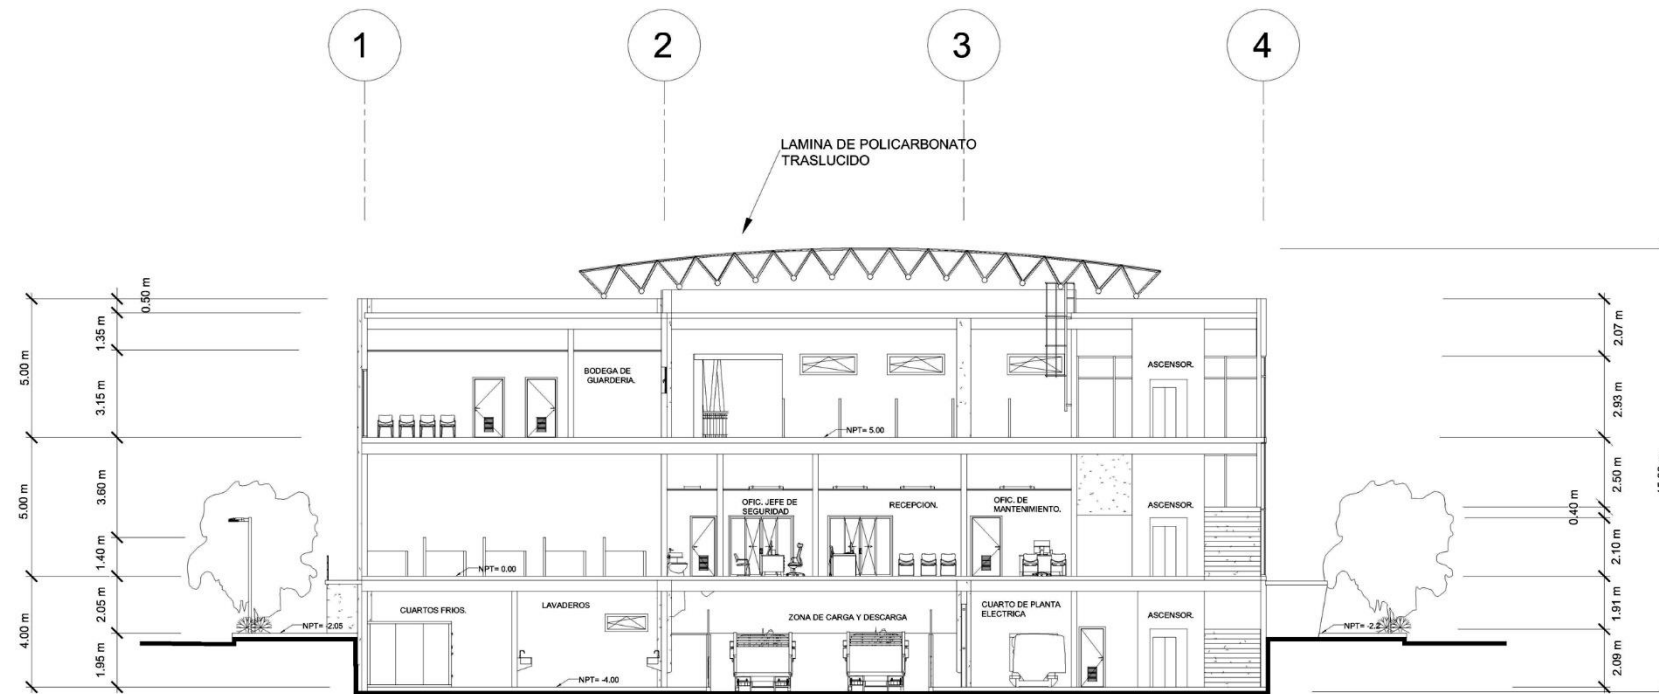 1
2
3
4
LAMINA DE POLICARBONATO
TRASLUCIDO
0.50 m
1.35 m
5.00 m
3.15 m
2.07 m
2.93 m
BODEGA DE
GUARDERIA.
ASCENSOR.
NPT= 5.00
5.00 m
3.60 m
1.40 m
2.50 m
0.40 m
2.10 m
OFIC. JEFE DE
SEGURIDAD
RECEPCION.
OFIC. DE
MANTENIMIENTO.
ASCENSOR.
NPT= 0.00
4.00 m
2.05 m
1.95 m
1.91 m
2.09 m
CUARTOS FRIOS.
LAVADEROS
ZONA DE CARGA Y DESCARGA
CUARTO DE PLANTA
ELECTRICA
ASCENSOR.
NPT= -2.05
NPT= -2.2
NPT= -4.00